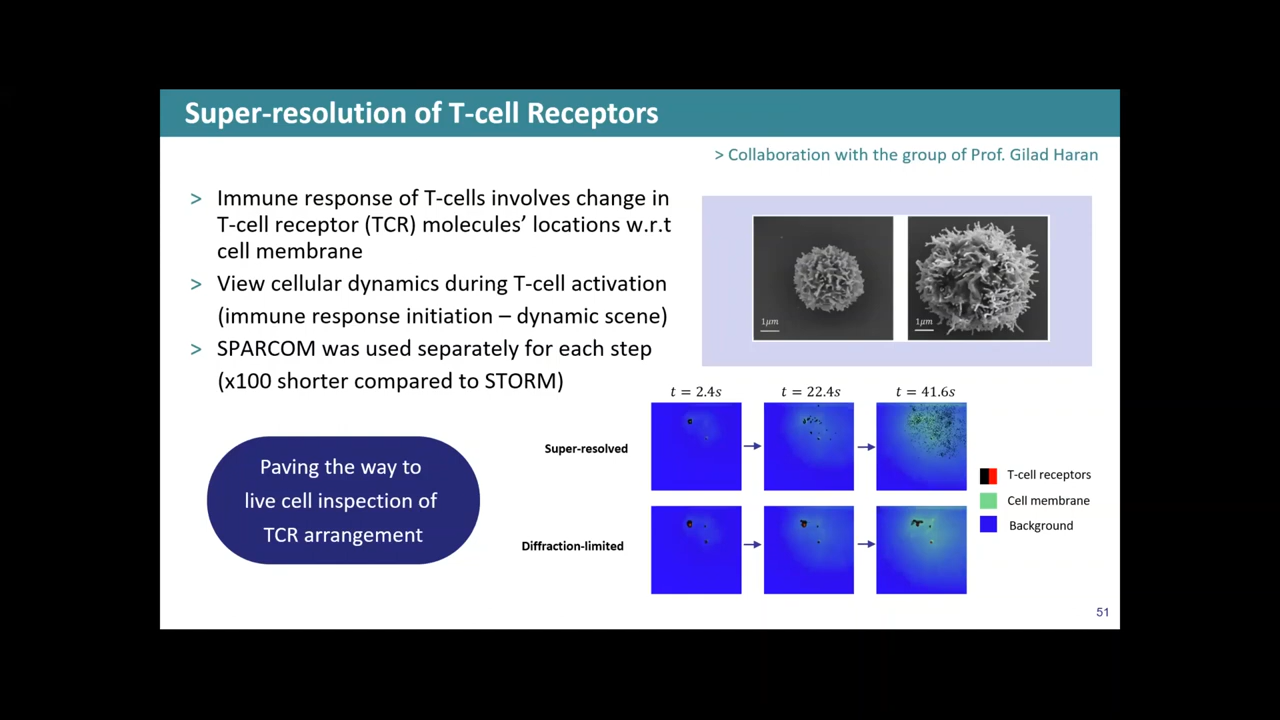 Super-resolution of T-cell Receptors
> Collaboration with the group of Prof. Gilad Haran
> Immune response of T-cells involves change in
T-cell receptor (TCR) molecules' locations w.r.t
cell membrane
> View cellular dynamics during T-cell activation
(immune response initiation – dynamic scene)
> SPARCOM was used separately for each step
(x100 shorter compared to STORM)
Paving the way to
live cell inspection of
TCR arrangement
1μm
1μm
t = 2.4s
t = 22.4s
t = 41.6s
Super-resolved
Diffraction-limited
T-cell receptors
Cell membrane
Background
51